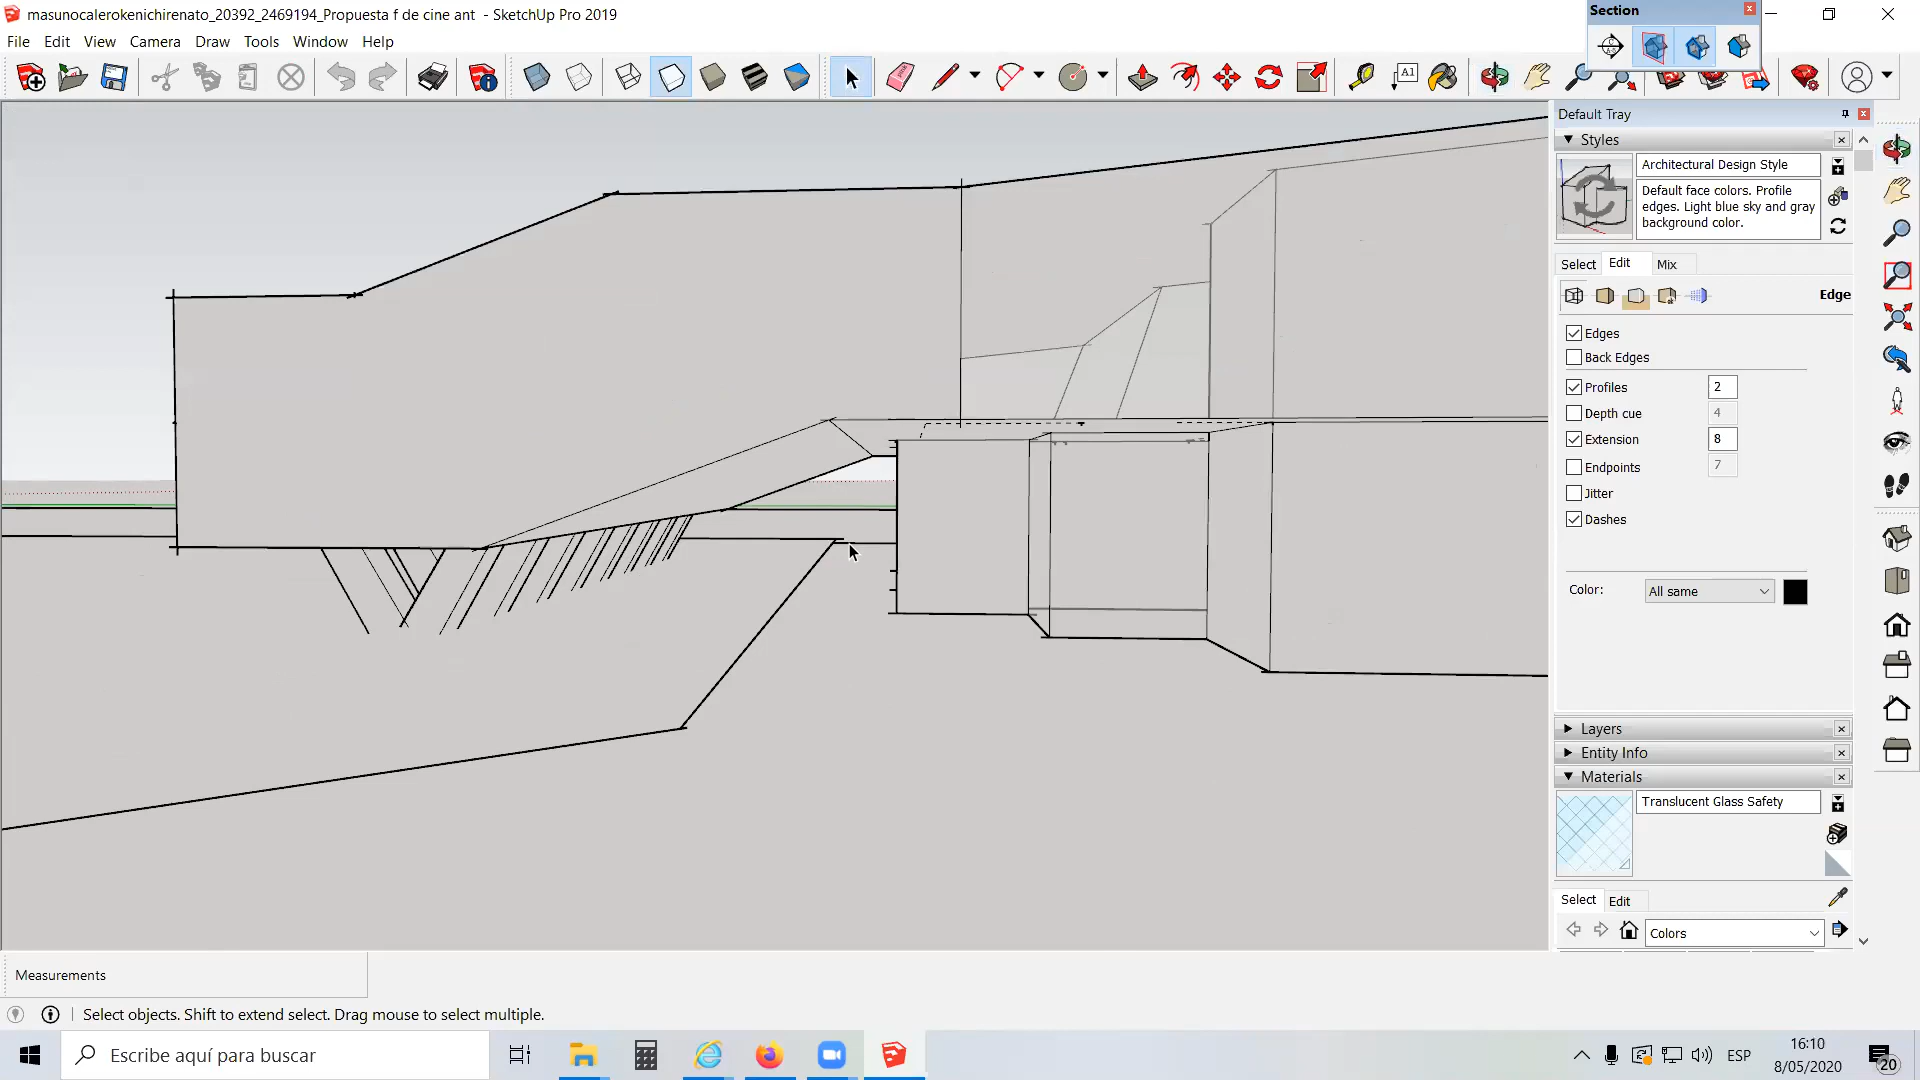 masunocalerokenichirenato_20392_2469194_Propuesta f de cine ant - SketchUp Pro 2019
Section
File Edit View Camera Draw Tools Window Help
A1
Default Tray
Styles
Architectural Design Style
Default face colors. Profile
edges. Light blue sky and gray
background color.
Select Edit Mix
Edge
Edges
Back Edges
Profiles 2
Depth cue 4
Extension 8
Endpoints 7
Jitter
Dashes
Color: All same
Layers
Entity Info
Materials
Translucent Glass Safety
Select Edit
Colors
Measurements
Select objects. Shift to extend select. Drag mouse to select multiple.
Escribe aquí para buscar
ESP
16:10
8/05/2020
20